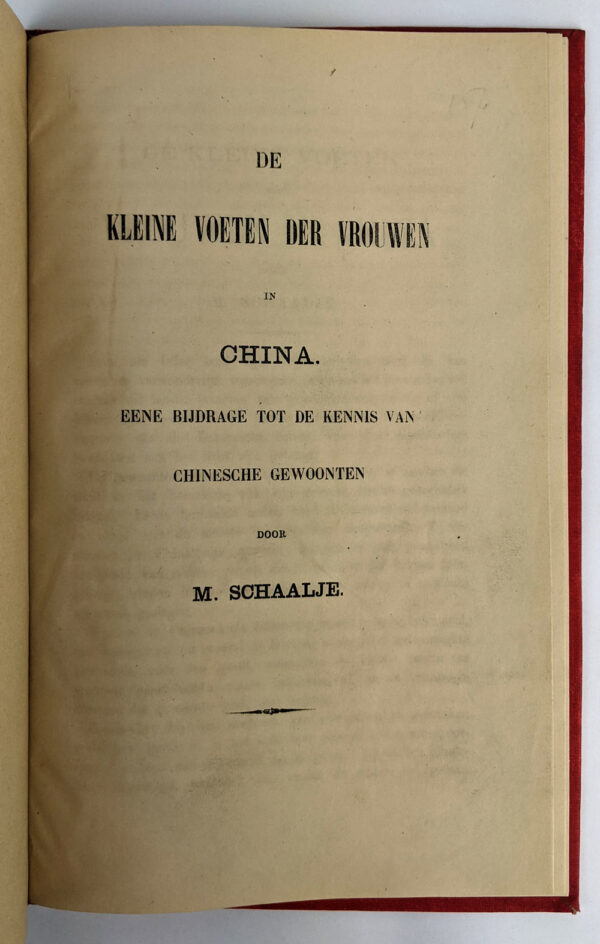 DE
KLEINE VOETEN DER VROUWEN
IN
CHINA.
EENE BIJDRAGE TOT DE KENNIS VAN
CHINESCHE GEWOONTEN
DOOR
M. SCHAALJE.